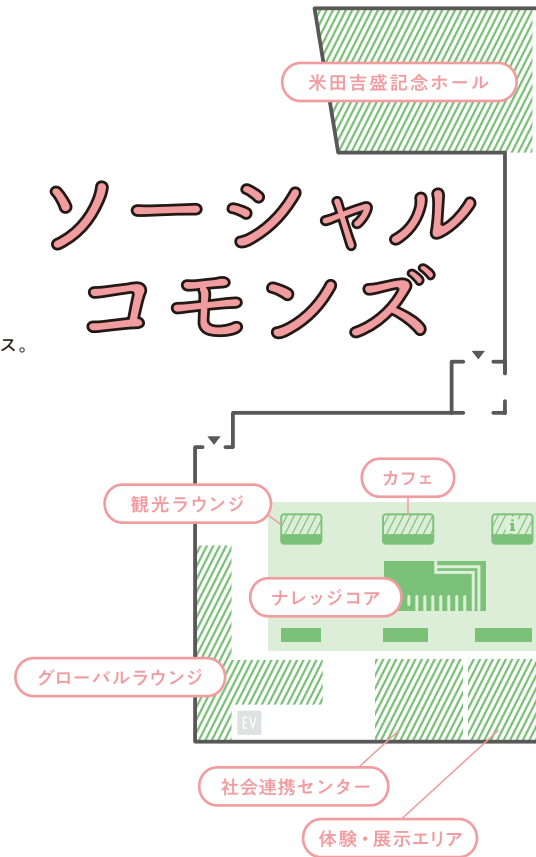 米田吉盛記念ホール
ソーシャル
コモンズ
ス。
カフェ
観光ラウンジ
i
ナレッジコア
グローバルラウンジ
EV
社会連携センター
体験・展示エリア